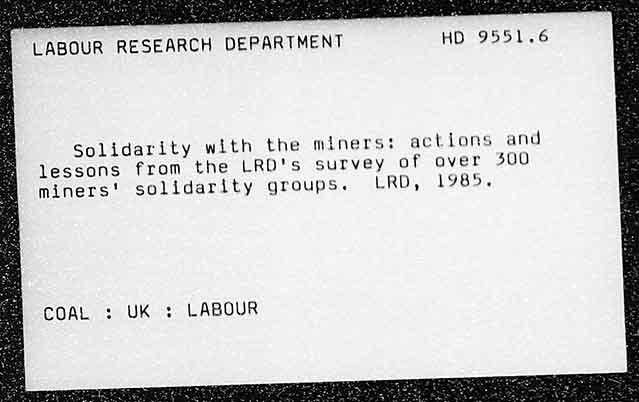 LABOUR RESEARCH DEPARTMENT HD 9551.6
Solidarity with the miners: actions and
lessons from the LRD's survey of over 300
miners' solidarity groups. LRD, 1985.
COAL : UK : LABOUR